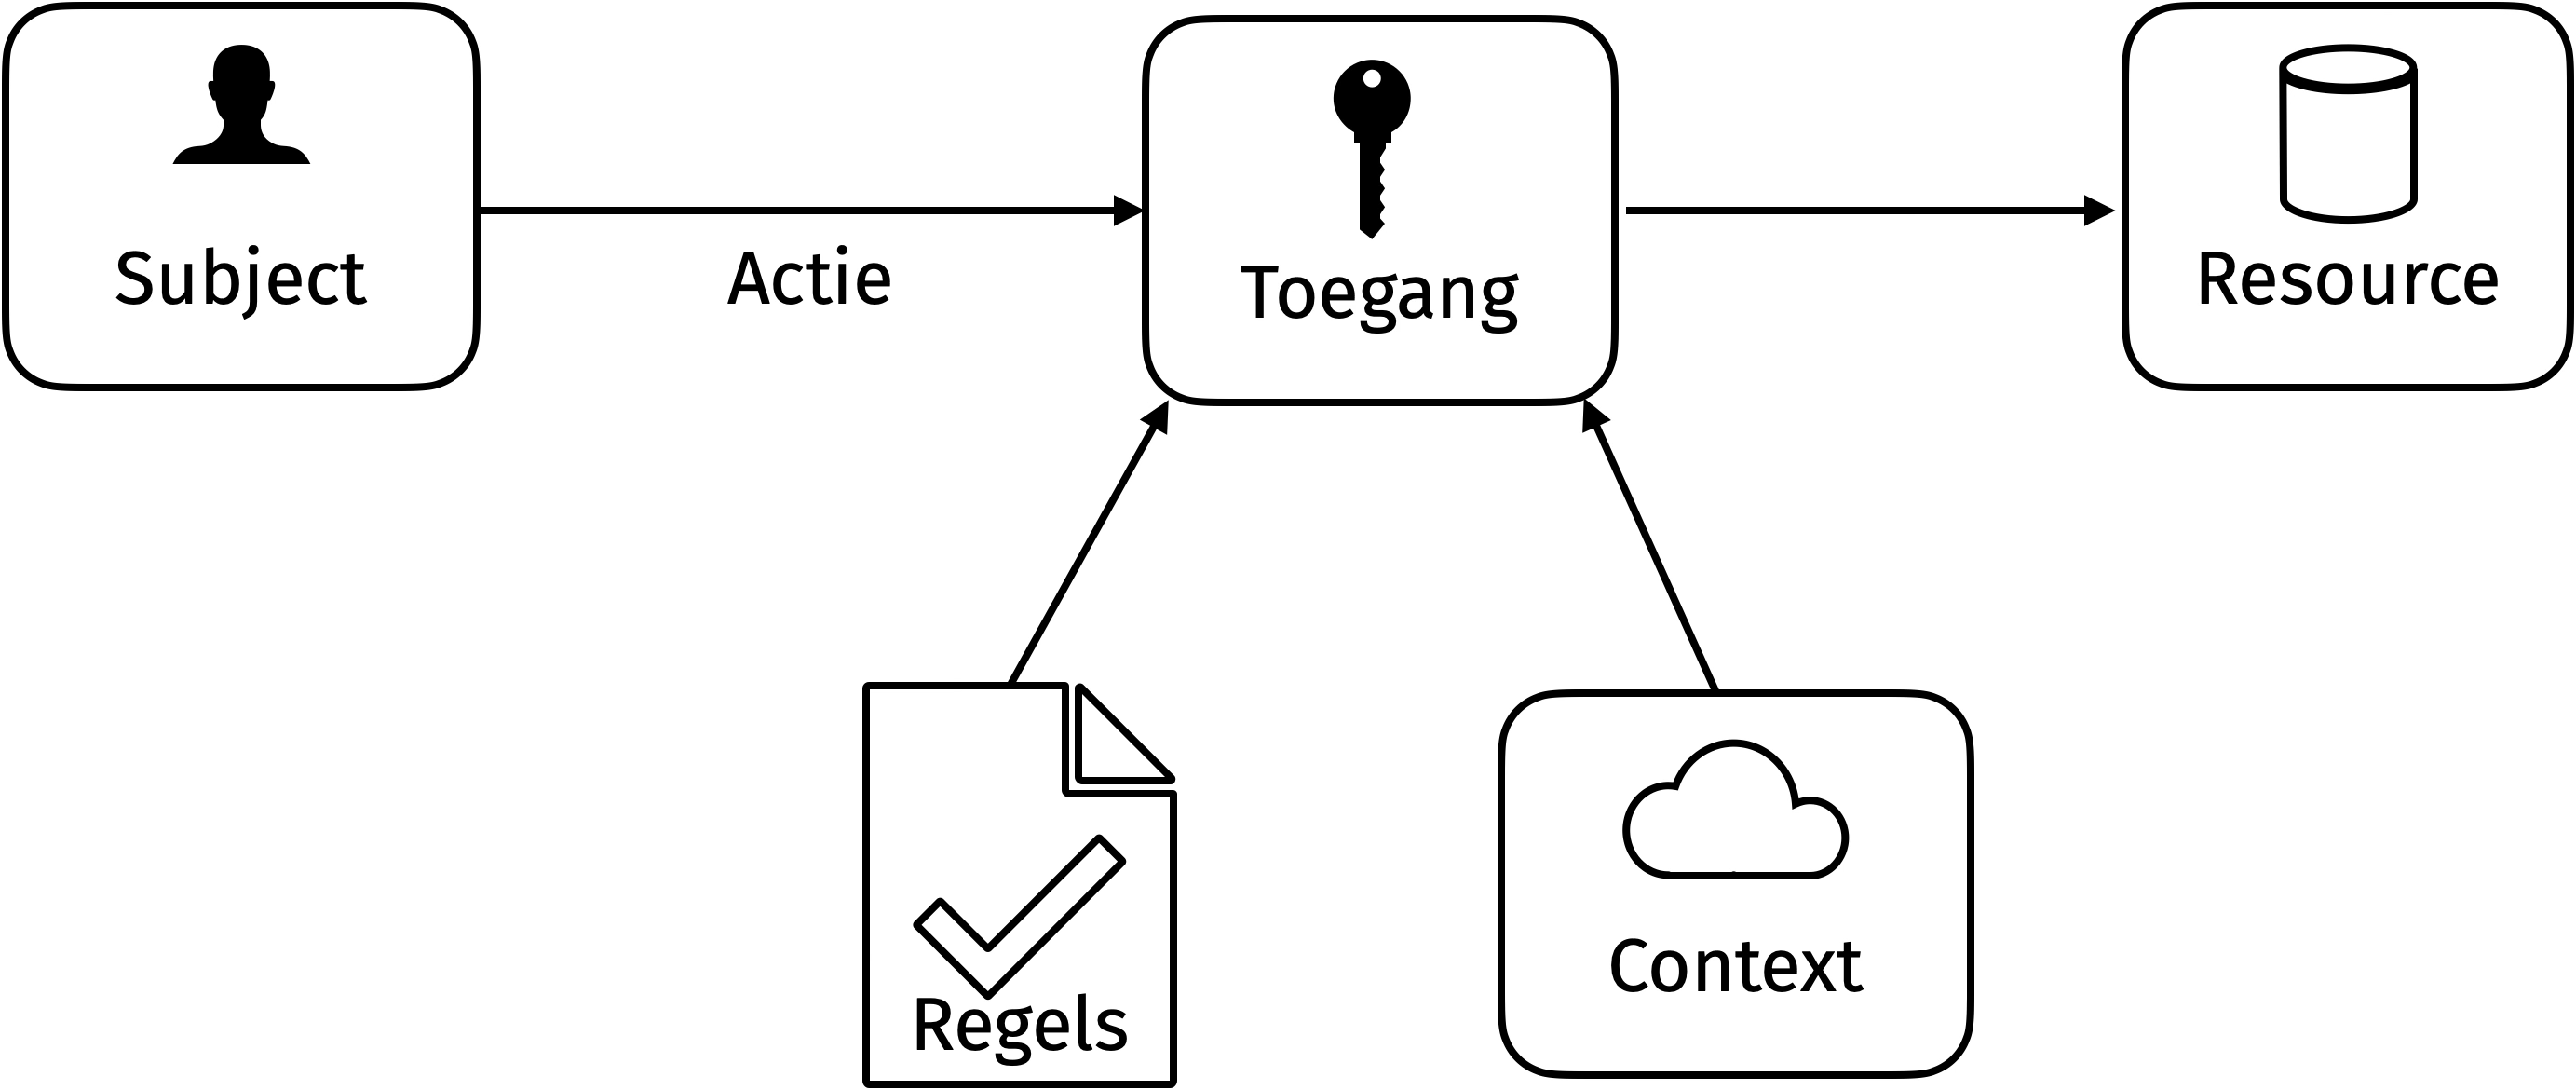 Subject
Actie
Toegang
Resource
Regels
Context